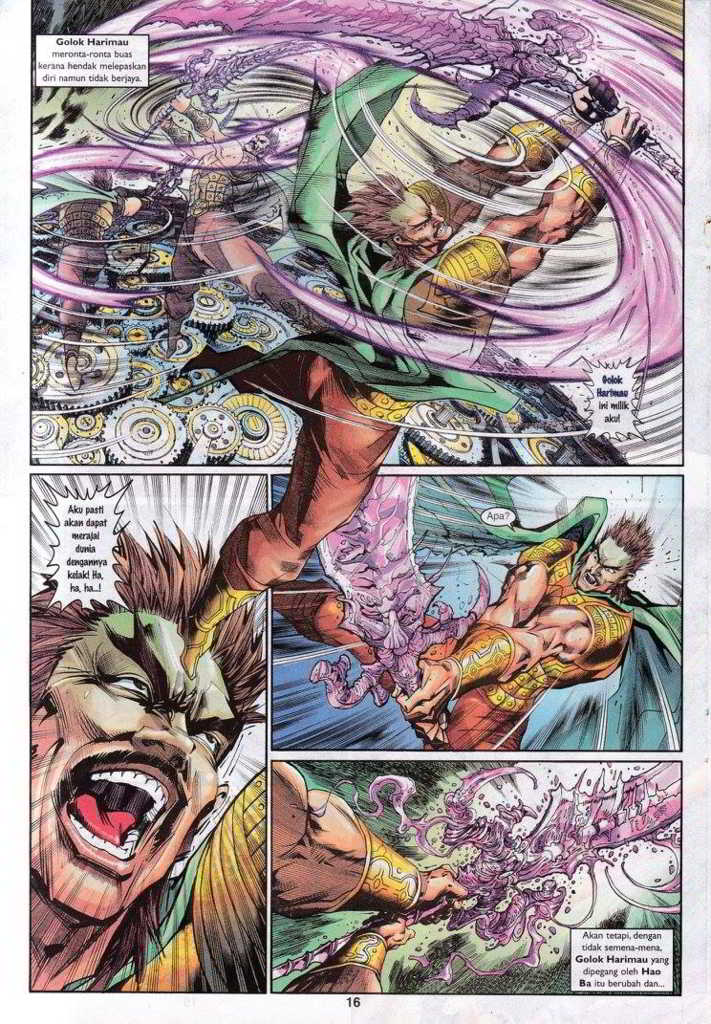 Golok Harimau
meronta-ronta buas
kerana hendak melepaskan
diri namun tidak berjaya.
Golok
Harimau
ini milik
aku!
Aku pasti
akan dapat
merajai
dunia
dengannya
kelak! Ha,
ha, ha...!
Apa?
Akan tetapi, dengan
tidak semena-mena,
Golok Harimau yang
dipegang oleh Hao
Ba itu berubah dan...
16